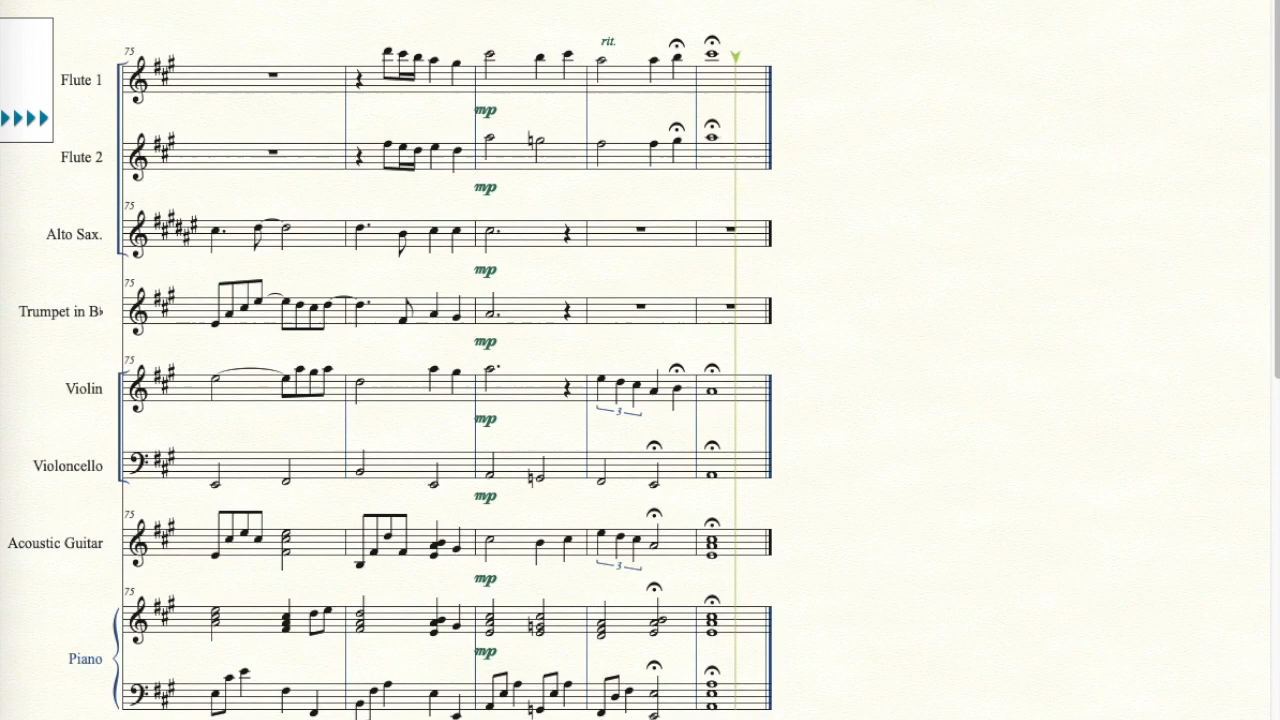 rit.
75
Flute 1
mp
Flute 2
mp
75
Alto Sax.
mp
75
Trumpet in B♭
mp
75
Violin
mp
3
Violoncello
mp
75
Acoustic Guitar
3
mp
75
mp
Piano